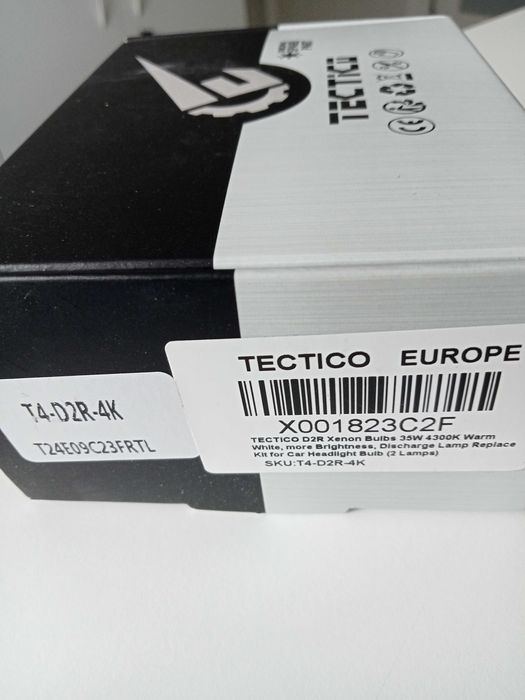 TECTICO
CE
TECTICO EUROPE
X001823C2F
TECTICO D2R Xenon Bulbs 35W 4300K Warm
White, more Brightness, Discharge Lamp Replace
Kit for Car Headlight Bulb (2 Lamps)
SKU:T4-D2R-4K
T4-D2R-4K
T24E09C23FRTL